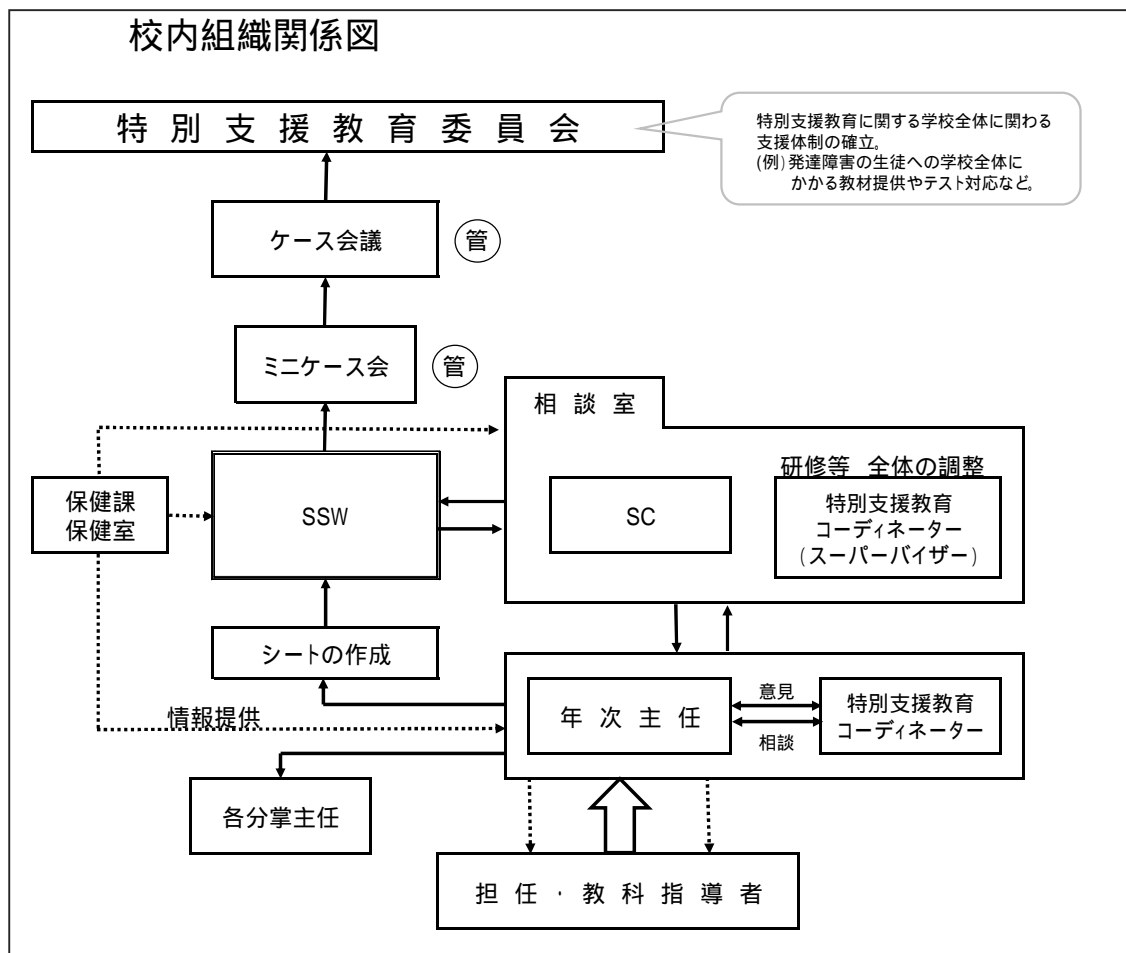 校内組織関係図
特別支援教育委員会
特別支援教育に関する学校全体に関わる
支援体制の確立。
(例)発達障害の生徒への学校全体に
かかる教材提供やテスト対応など。
ケース会議
管
ミニケース会
管
相談室
研修等 全体の調整
保健課
保健室
SSW
SC
特別支援教育
コーディネーター
(スーパーバイザー)
シートの作成
情報提供
年次主任
意見
相談
特別支援教育
コーディネーター
各分掌主任
担任・教科指導者